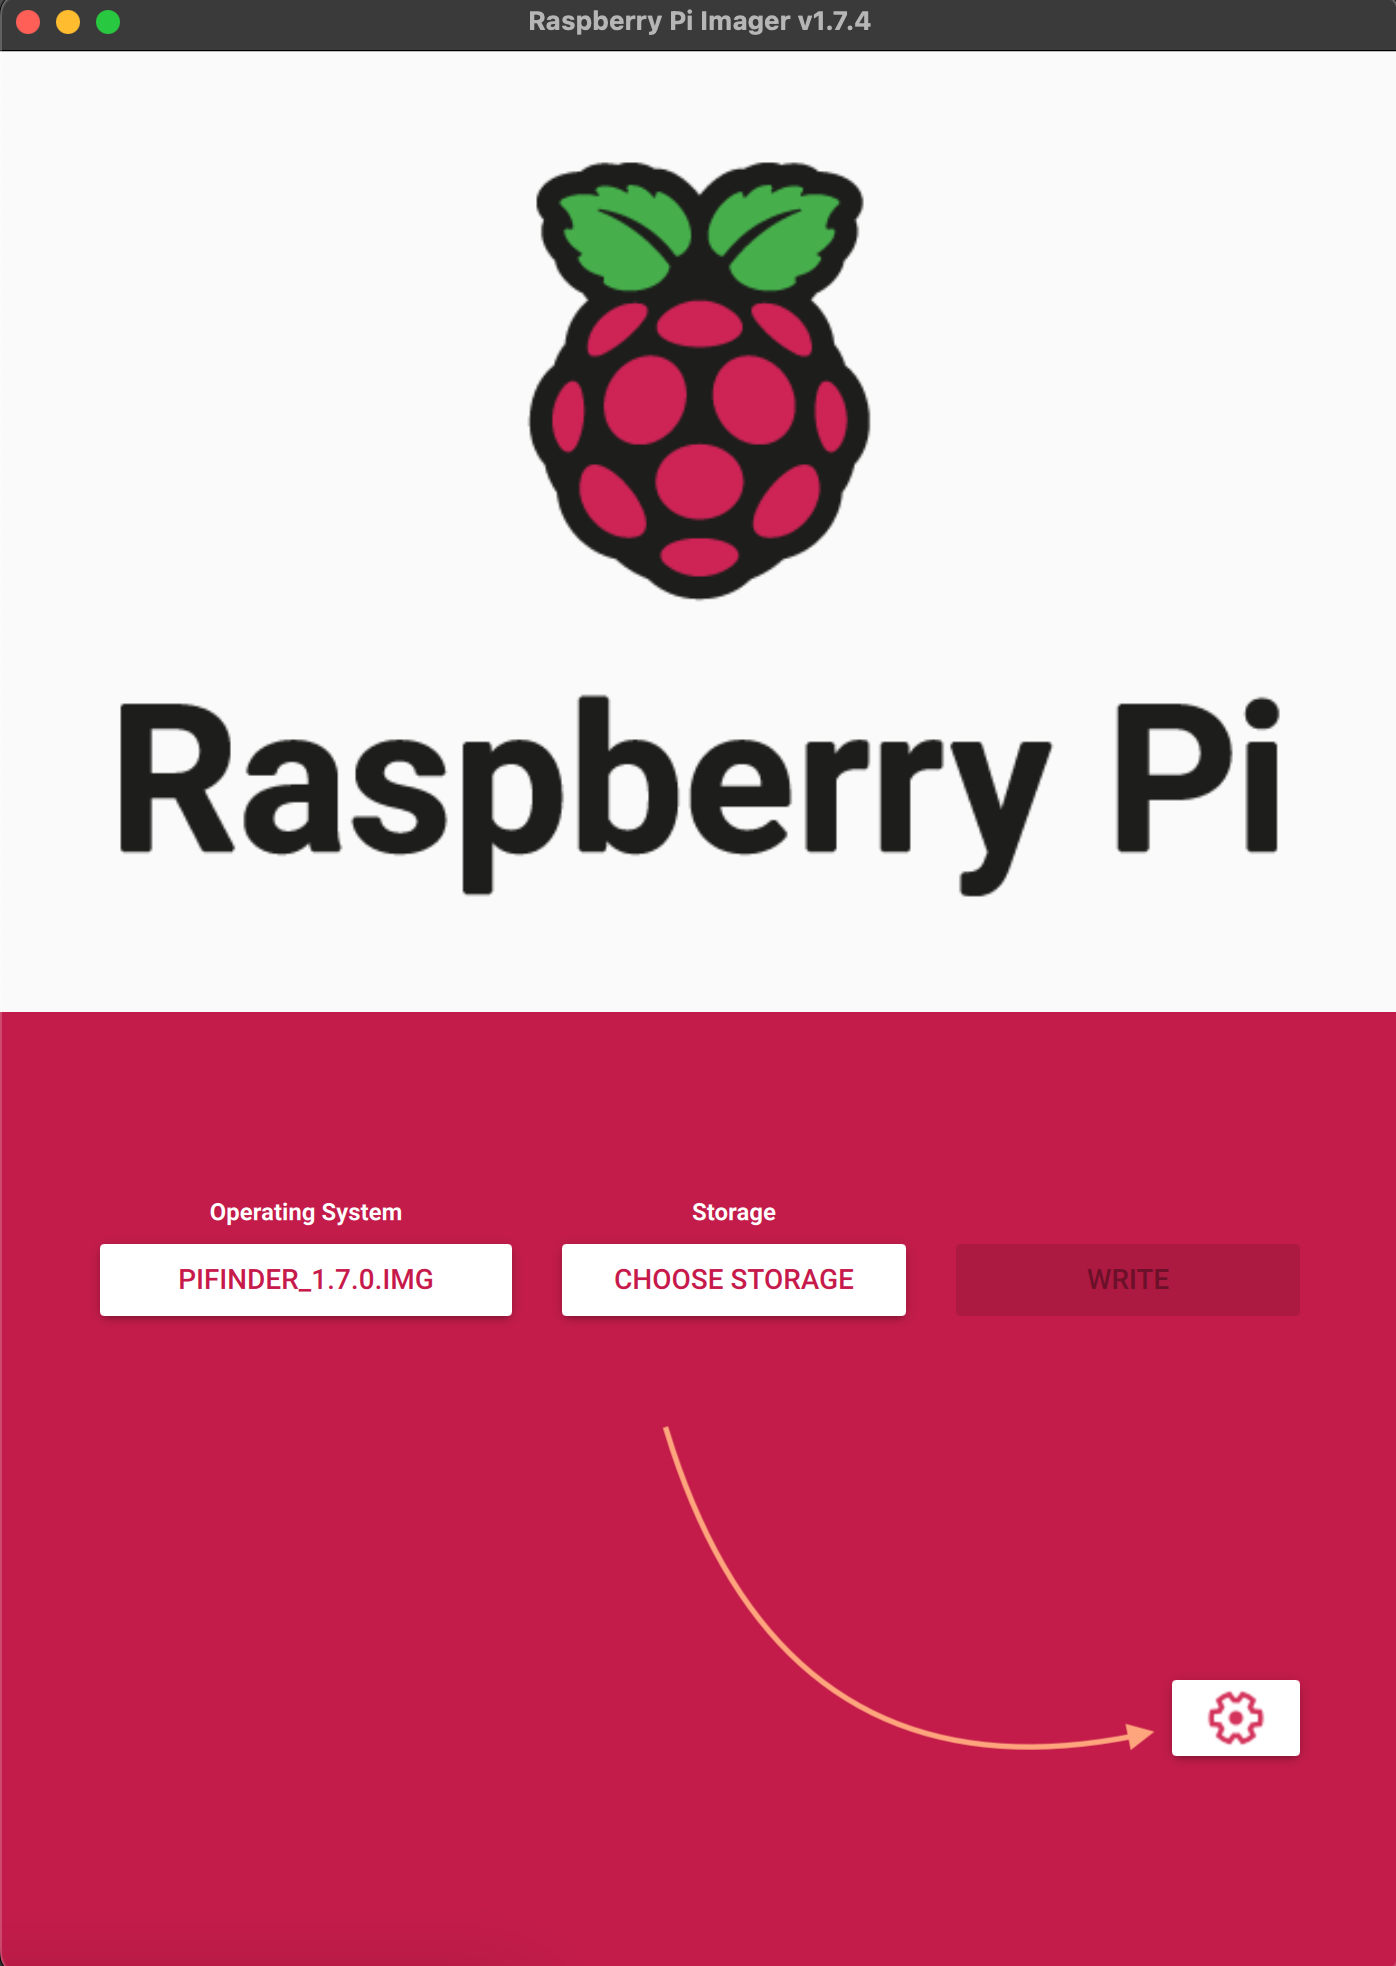 Raspberry Pi Imager v1.7.4
Raspberry Pi
Operating System
Storage
PIFINDER_1.7.0.IMG
CHOOSE STORAGE
WRITE